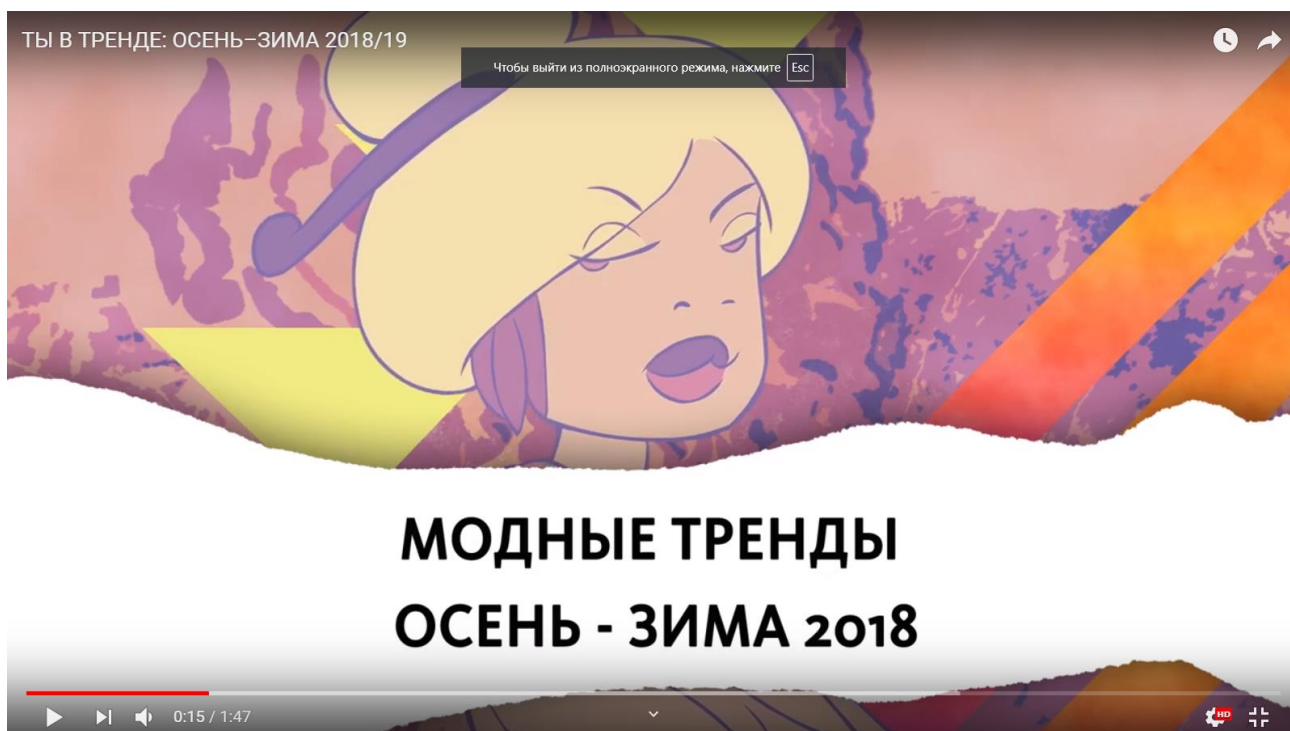 ТЫ В ТРЕНДЕ: ОСЕНЬ–ЗИМА 2018/19
Чтобы выйти из полноэкранного режима, нажмите Esc
МОДНЫЕ ТРЕНДЫ
ОСЕНЬ - ЗИМА 2018
0:15 / 1:47
HD